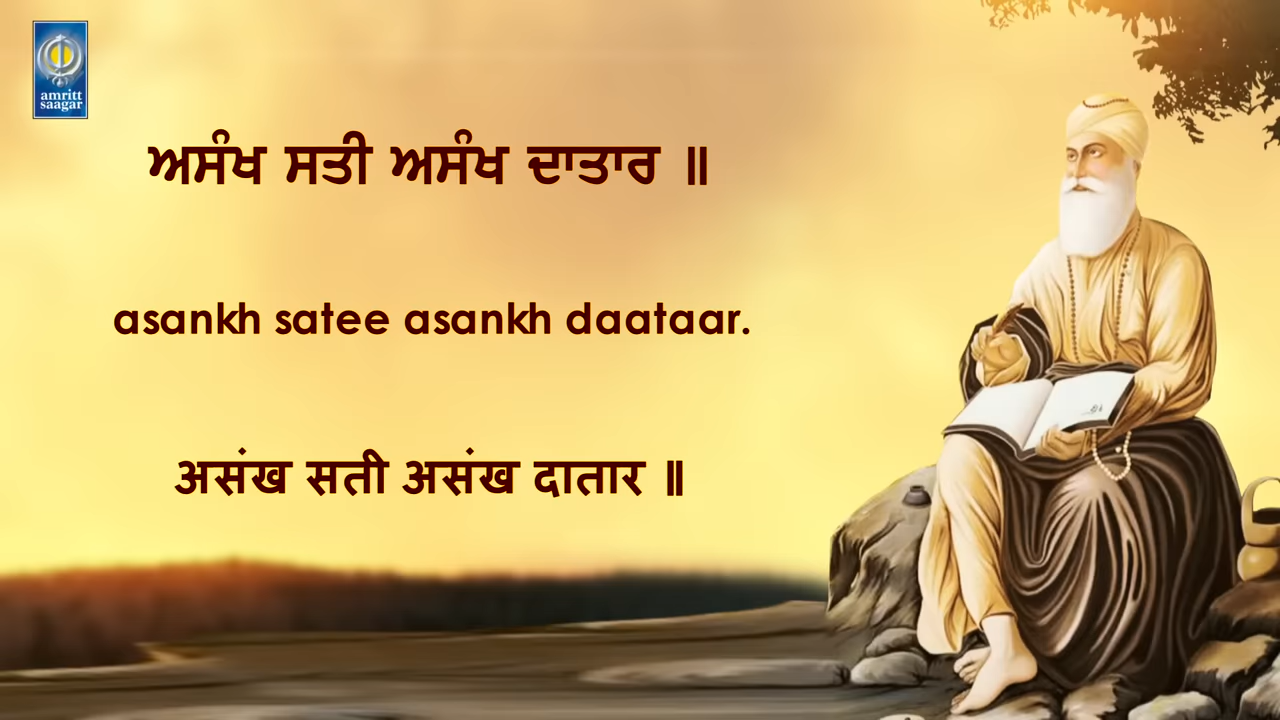 amritt
saagar
ਅਸੰਖ ਸਤੀ ਅਸੰਖ ਦਾਤਾਰ ॥
asankh satee asankh daataar.
असंख सती असंख दातार ॥